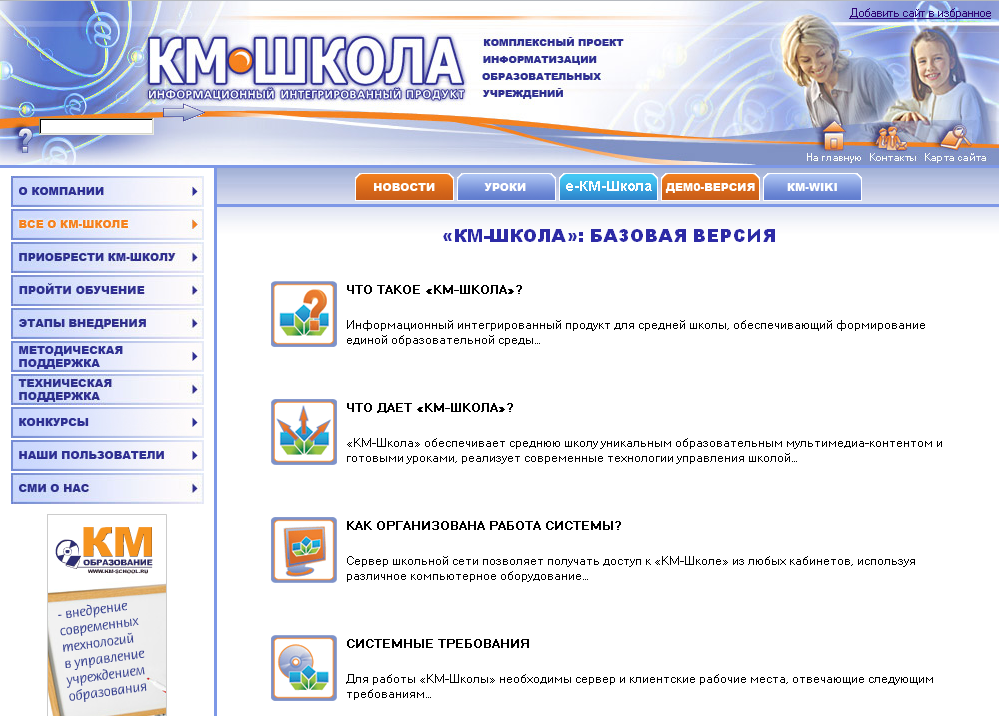 Добавить сайт в избранное
КМ ШКОЛА
ИНФОРМАЦИОННЫЙ ИНТЕГРИРОВАННЫЙ ПРОДУКТ
КОМПЛЕКСНЫЙ ПРОЕКТ
ИНФОРМАТИЗАЦИИ
ОБРАЗОВАТЕЛЬНЫХ
УЧРЕЖДЕНИЙ
?
На главную Контакты Карта сайта
НОВОСТИ УРОКИ е-КМ-Школа ДЕМО-ВЕРСИЯ KM-WIKI
О КОМПАНИИ
ВСЕ О КМ-ШКОЛЕ
ПРИОБРЕСТИ КМ-ШКОЛУ
ПРОЙТИ ОБУЧЕНИЕ
ЭТАПЫ ВНЕДРЕНИЯ
МЕТОДИЧЕСКАЯ
ПОДДЕРЖКА
ТЕХНИЧЕСКАЯ
ПОДДЕРЖКА
КОНКУРСЫ
НАШИ ПОЛЬЗОВАТЕЛИ
СМИ О НАС
КМ
ОБРАЗОВАНИЕ
WWW.KM-SCHOOL.RU
- внедрение
современных
технологий
в управление
учреждением
образования
«КМ-ШКОЛА»: БАЗОВАЯ ВЕРСИЯ
ЧТО ТАКОЕ «КМ-ШКОЛА»?
Информационный интегрированный продукт для средней школы, обеспечивающий формирование
единой образовательной среды...
ЧТО ДАЕТ «КМ-ШКОЛА»?
«КМ-Школа» обеспечивает среднюю школу уникальным образовательным мультимедиа-контентом и
готовыми уроками, реализует современные технологии управления школой...
КАК ОРГАНИЗОВАНА РАБОТА СИСТЕМЫ?
Сервер школьной сети позволяет получать доступ к «КМ-Школе» из любых кабинетов, используя
различное компьютерное оборудование...
СИСТЕМНЫЕ ТРЕБОВАНИЯ
Для работы «КМ-Школы» необходимы сервер и клиентские рабочие места, отвечающие следующим
требованиям...